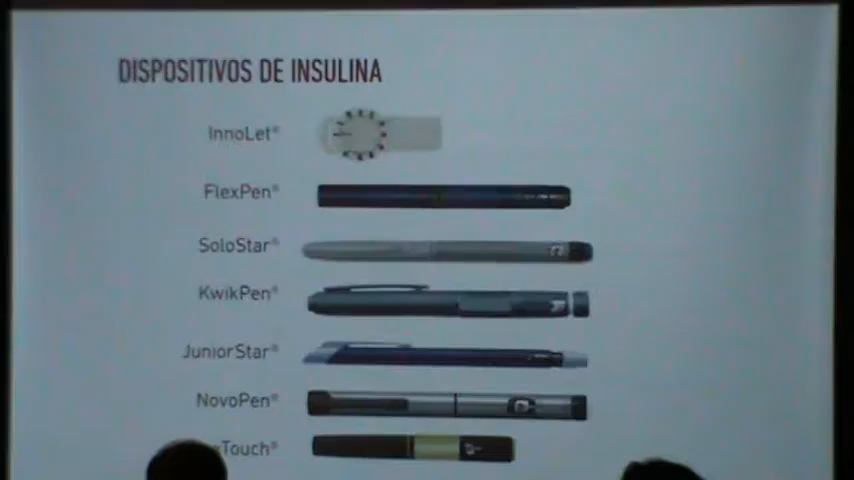 DISPOSITIVOS DE INSULINA
InnoLet®
FlexPen®
SoloStar®
KwikPen®
JuniorStar®
NovoPen®
Touch®